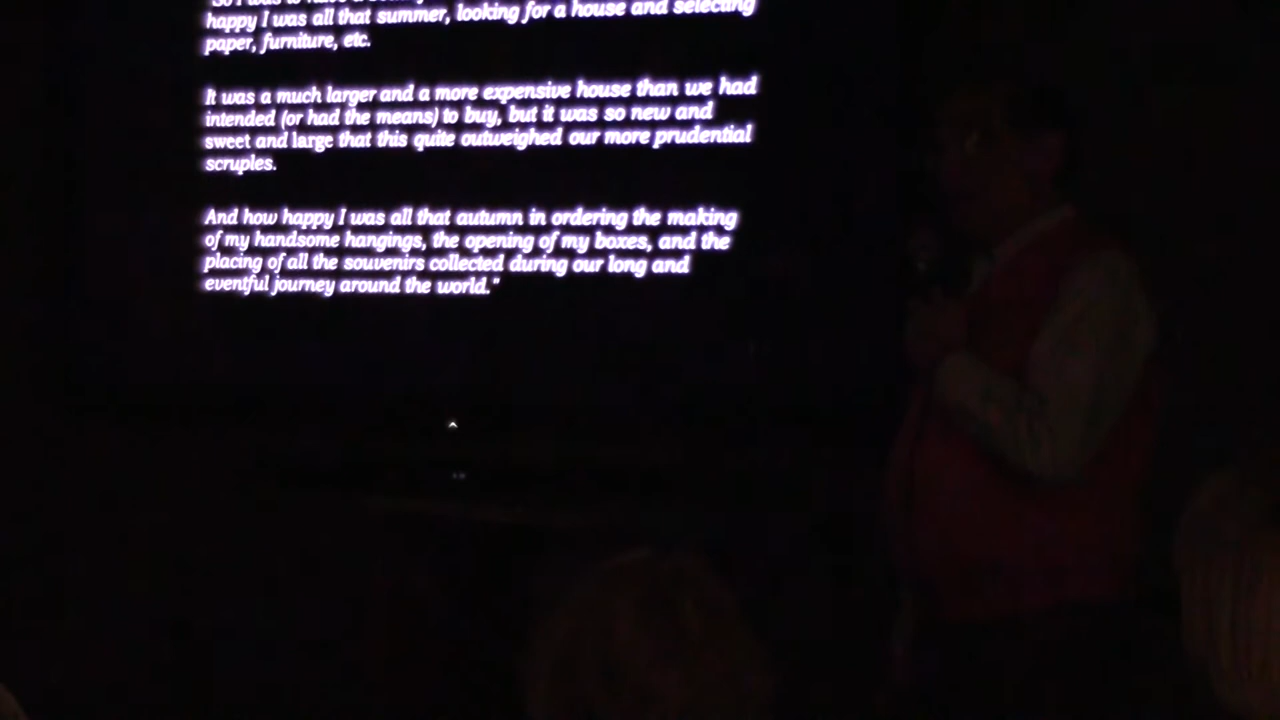 "So I was to have a
happy I was all that summer, looking for a house and selecting
paper, furniture, etc.
It was a much larger and a more expensive house than we had
intended (or had the means) to buy, but it was so new and
sweet and large that this quite outweighed our more prudential
scruples.
And how happy I was all that autumn in ordering the making
of my handsome hangings, the opening of my boxes, and the
placing of all the souvenirs collected during our long and
eventful journey around the world."